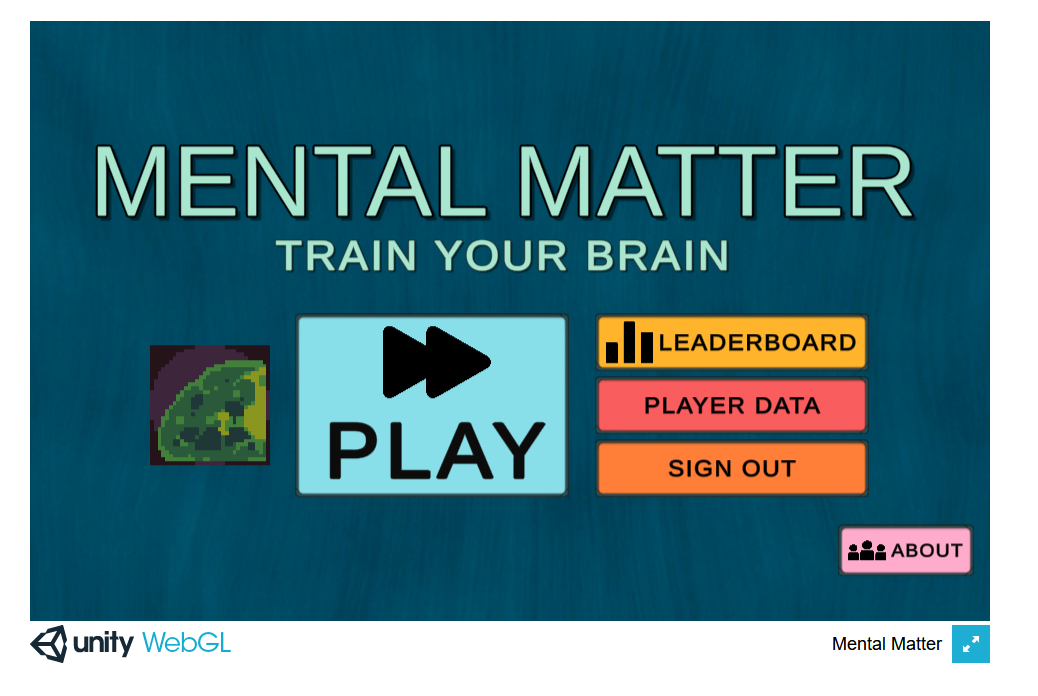 MENTAL MATTER
TRAIN YOUR BRAIN
PLAY
LEADERBOARD
PLAYER DATA
SIGN OUT
ABOUT
unity WebGL
Mental Matter